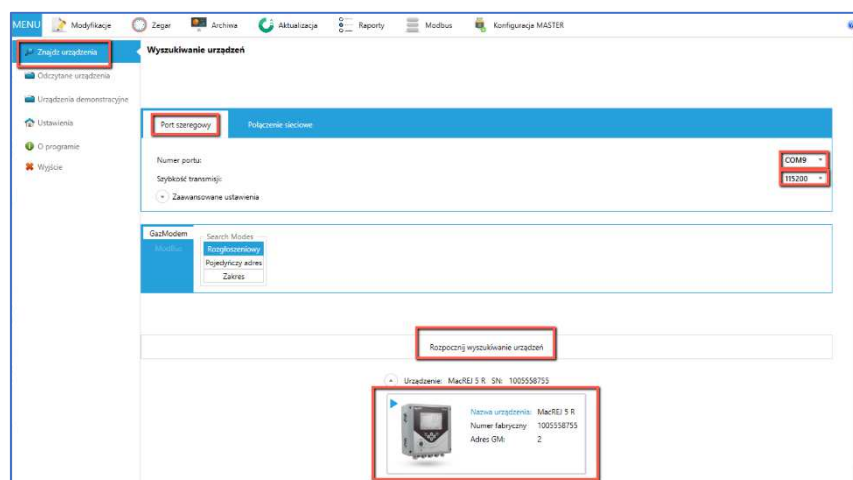 MENU Modyfikacje Zegar Archiwa Aktualizacja Raporty Modbus Konfiguracja MASTER
Znajdź urządzenia
Odczytane urządzenia
Urządzenia demonstracyjne
Ustawienia
O programie
Wyjście
Wyszukiwanie urządzeń
Port szeregowy Połączenie sieciowe
Numer portu: COM9
Szybkość transmisji: 115200
Zaawansowane ustawienia
GazModem
Modbus
Search Modes
Rozgłoszeniowy
Pojedyńczy adres
Zakres
Rozpocznij wyszukiwanie urządzeń
Urządzenie: MacREJ 5 R SN: 1005558755
Nazwa urządzenia: MacREJ 5 R
Numer fabryczny: 1005558755
Adres GM: 2